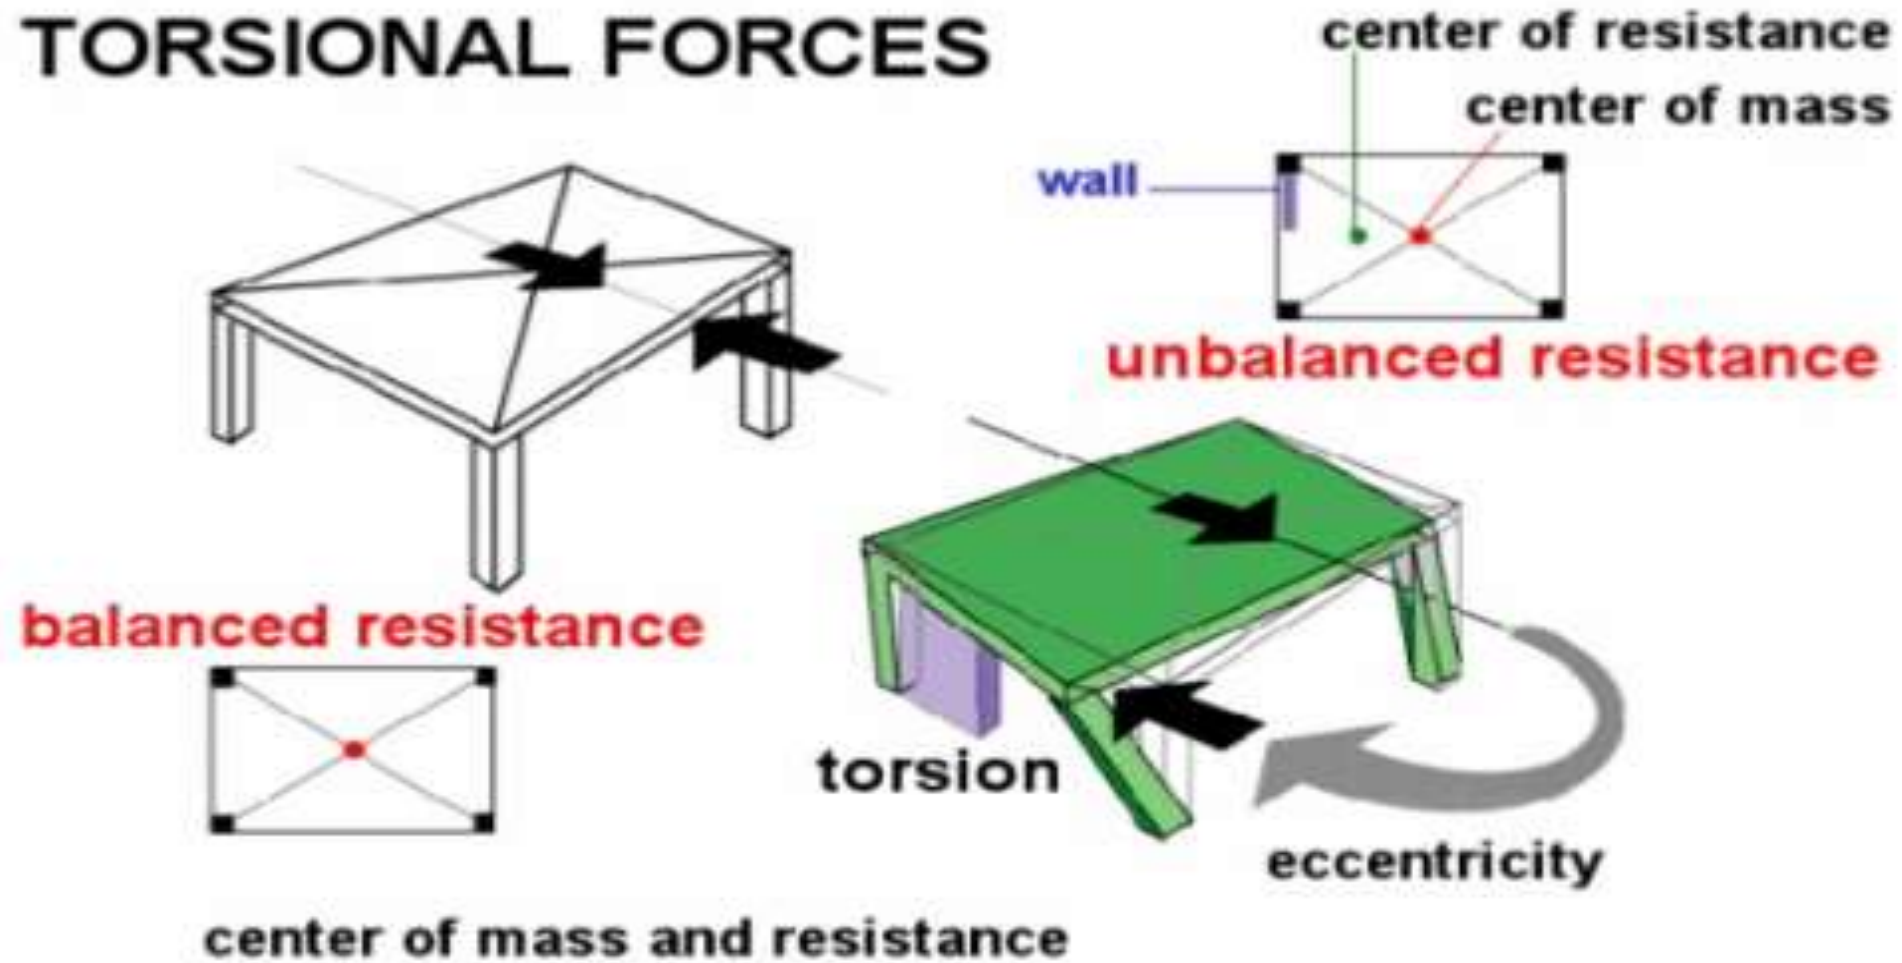 TORSIONAL FORCES
center of resistance
center of mass
wall
unbalanced resistance
balanced resistance
torsion
eccentricity
center of mass and resistance